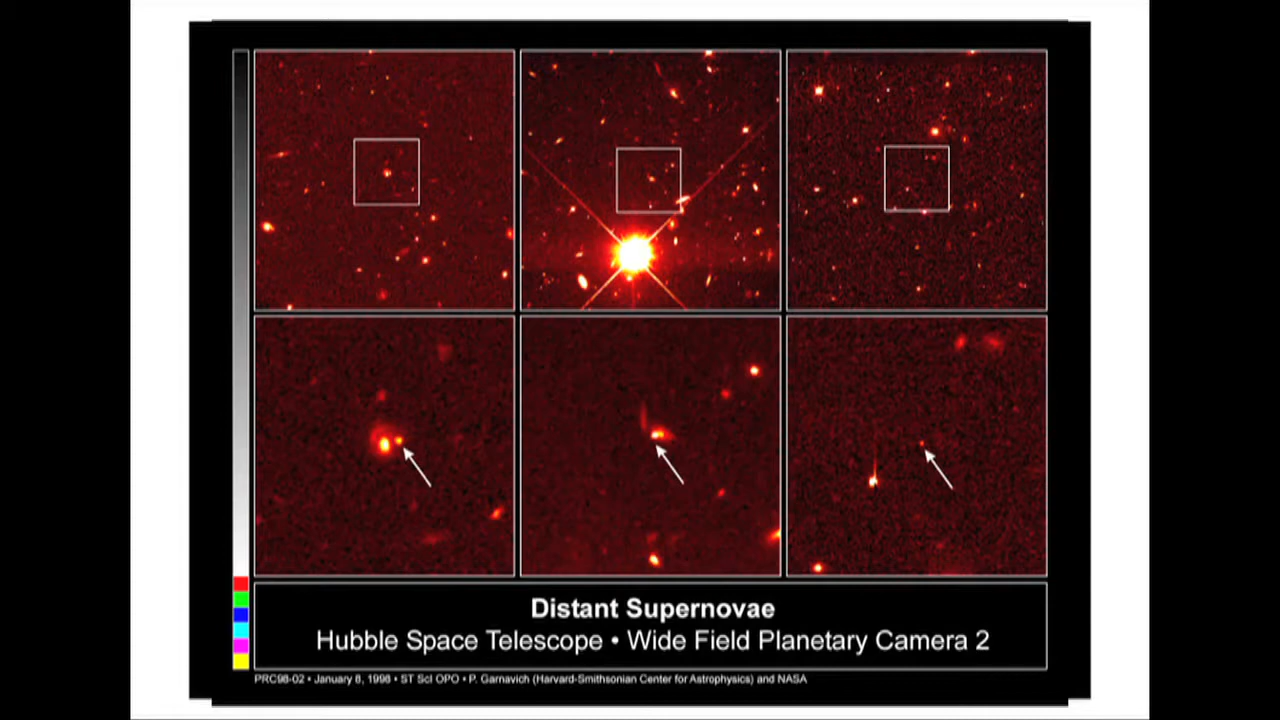 Distant Supernovae
Hubble Space Telescope • Wide Field Planetary Camera 2
PRC98-02 • January 8, 1998 • ST ScI OPO • P. Garnavich (Harvard-Smithsonian Center for Astrophysics) and NASA